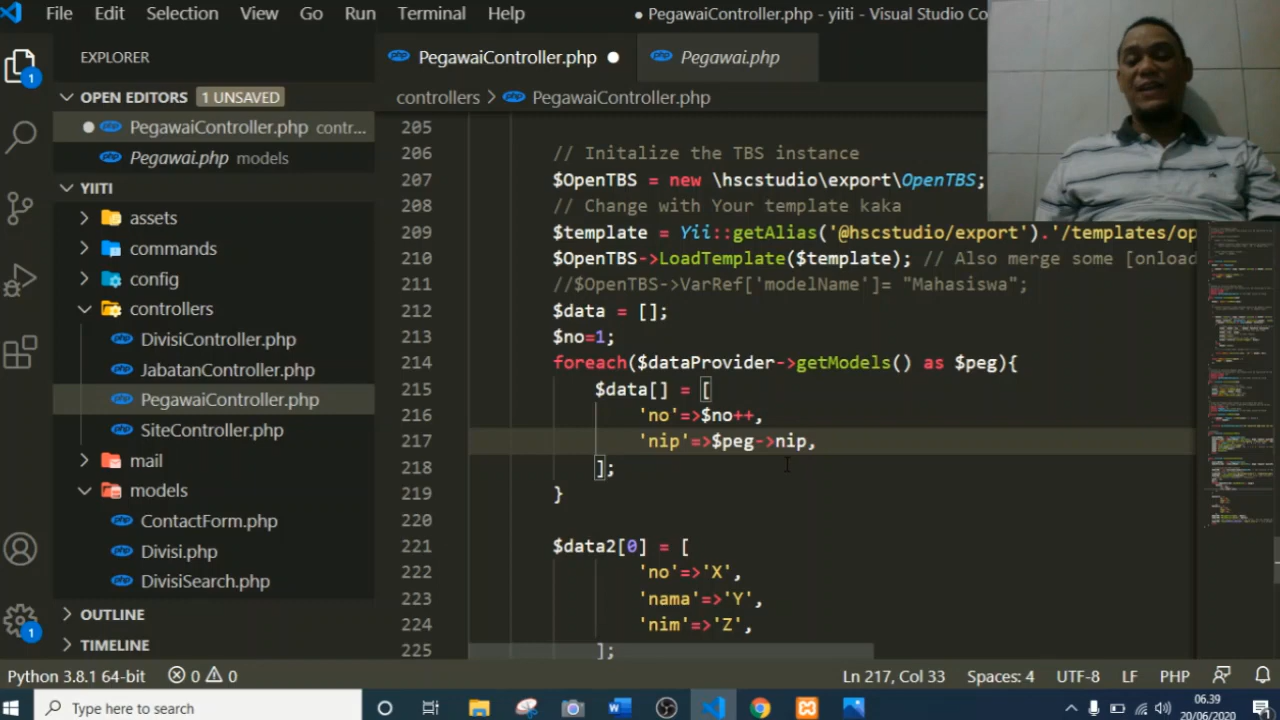 File Edit Selection View Go Run Terminal Help ● PegawaiController.php - yiiti - Visual Studio Co
EXPLORER
PegawaiController.php ●
Pegawai.php
OPEN EDITORS 1 UNSAVED
controllers > PegawaiController.php
● PegawaiController.php contr...
Pegawai.php models
YIITI
assets
commands
config
controllers
DivisiController.php
JabatanController.php
PegawaiController.php
SiteController.php
mail
models
ContactForm.php
Divisi.php
DivisiSearch.php
OUTLINE
TIMELINE
205
206 // Initalize the TBS instance
207 $OpenTBS = new \hscstudio\export\OpenTBS;
208 // Change with Your template kaka
209 $template = Yii::getAlias('@hscstudio/export').'/templates/op
210 $OpenTBS->LoadTemplate($template); // Also merge some [onload
211 //$OpenTBS->VarRef['modelName']= "Mahasiswa";
212 $data = [];
213 $no=1;
214 foreach($dataProvider->getModels() as $peg){
215 $data[] = [
216 'no'=>$no++,
217 'nip'=>$peg->nip,
218 ];
219 }
220
221 $data2[0] = [
222 'no'=>'X',
223 'nama'=>'Y',
224 'nim'=>'Z',
225 ];
Python 3.8.1 64-bit 0 0 Ln 217, Col 33 Spaces: 4 UTF-8 LF PHP
1
1
Type here to search
06.39
20/06/2020